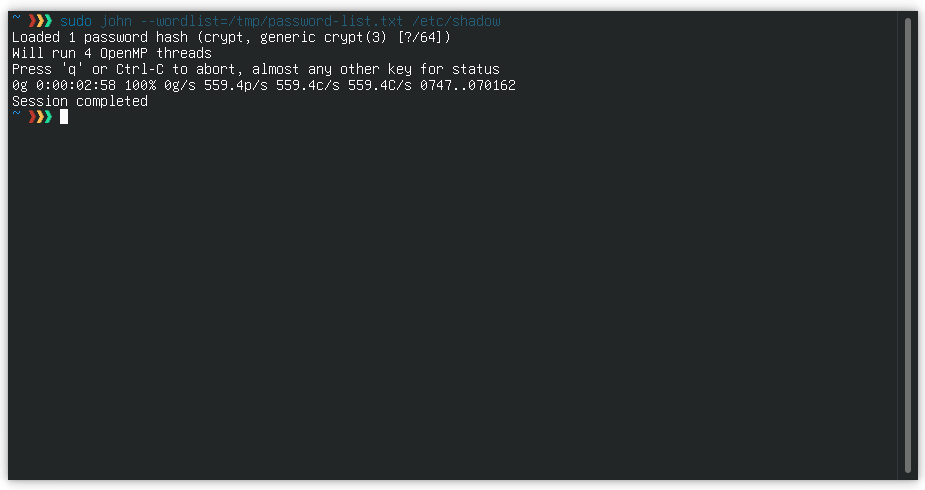 ~ ❯❯❯ sudo john --wordlist=/tmp/password-list.txt /etc/shadow
Loaded 1 password hash (crypt, generic crypt(3) [?/64])
Will run 4 OpenMP threads
Press 'q' or Ctrl-C to abort, almost any other key for status
0g 0:00:02:58 100% 0g/s 559.4p/s 559.4c/s 559.4C/s 0747..070162
Session completed
~ ❯❯❯